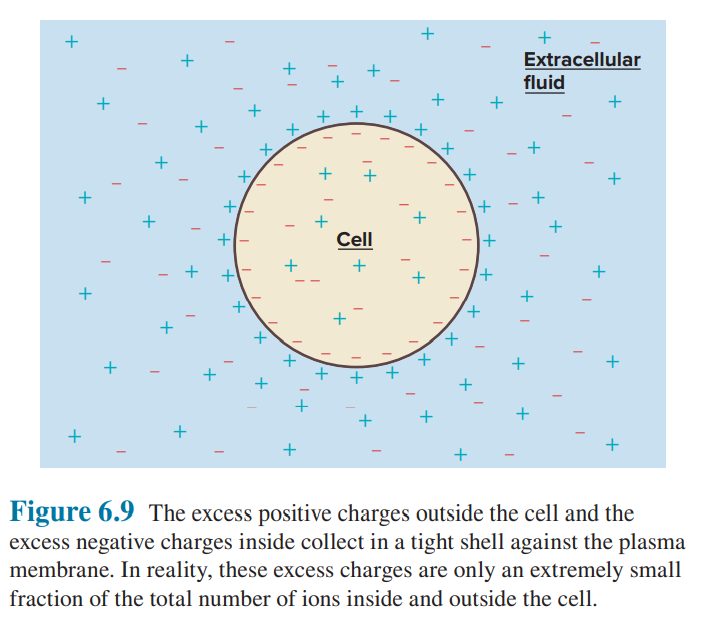 Extracellular
fluid
Cell
Figure 6.9 The excess positive charges outside the cell and the
excess negative charges inside collect in a tight shell against the plasma
membrane. In reality, these excess charges are only an extremely small
fraction of the total number of ions inside and outside the cell.